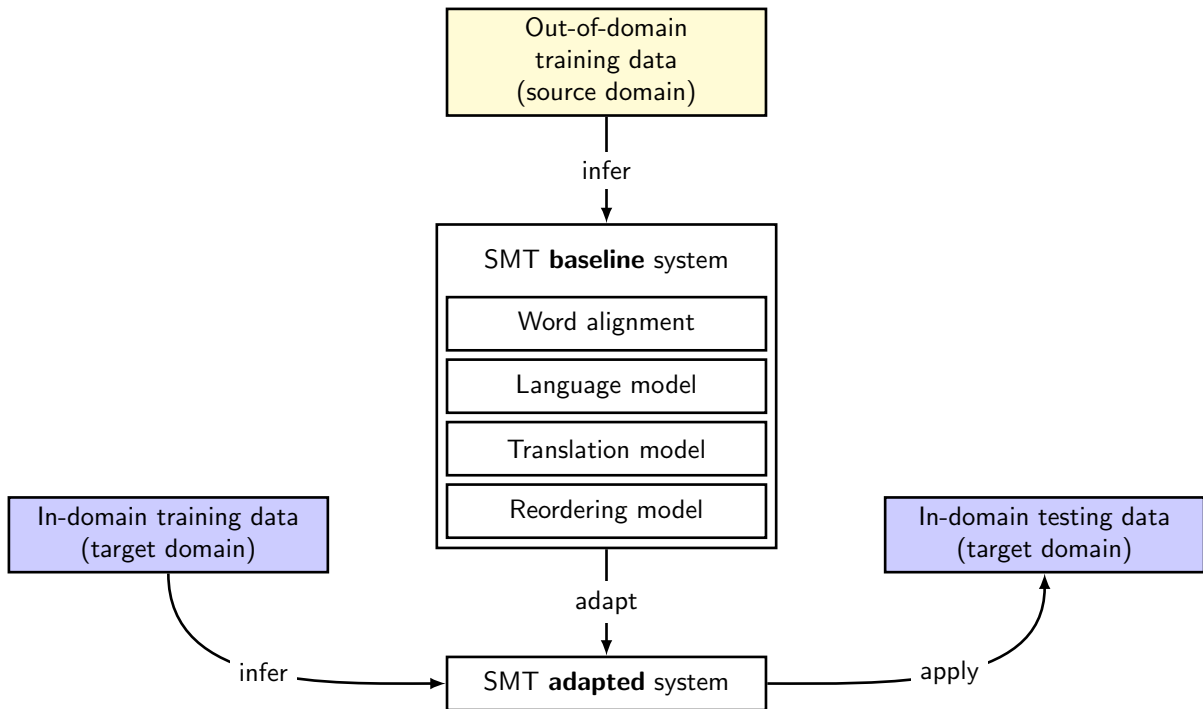 Out-of-domain
training data
(source domain)
infer
SMT baseline system
Word alignment
Language model
Translation model
Reordering model
In-domain training data
(target domain)
In-domain testing data
(target domain)
adapt
infer
SMT adapted system
apply